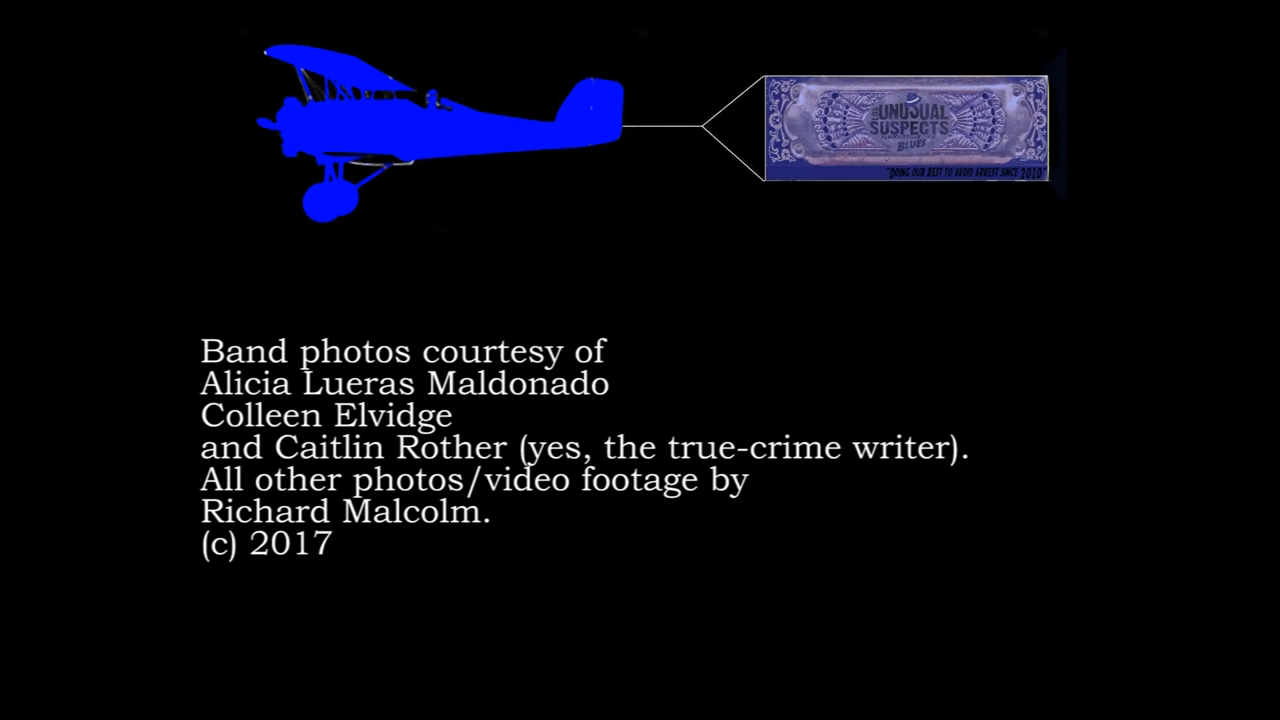 UNUSUAL
SUSPECTS
BLUES
"DOING OUR BEST TO AVOID ARREST SINCE 2010"
Band photos courtesy of
Alicia Lueras Maldonado
Colleen Elvidge
and Caitlin Rother (yes, the true-crime writer).
All other photos/video footage by
Richard Malcolm.
(c) 2017